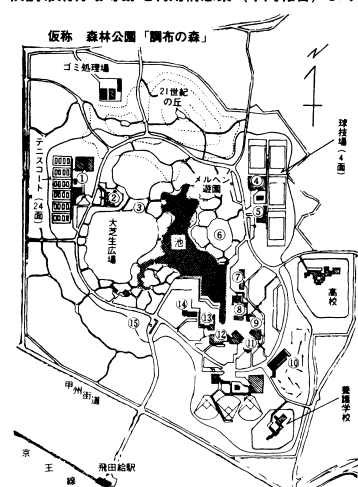 仮称 森林公園「調布の森」
ゴミ処理場
21世紀の丘
N
球技場（4面）
テニスコート（24面）
①
②
③
メルヘン遊園
④
⑤
大芝生広場
池
⑥
⑦
⑧
⑨
⑩
⑪
⑫
⑬
⑭
⑮
高校
養護学校
甲州街道
京王線
飛田給駅